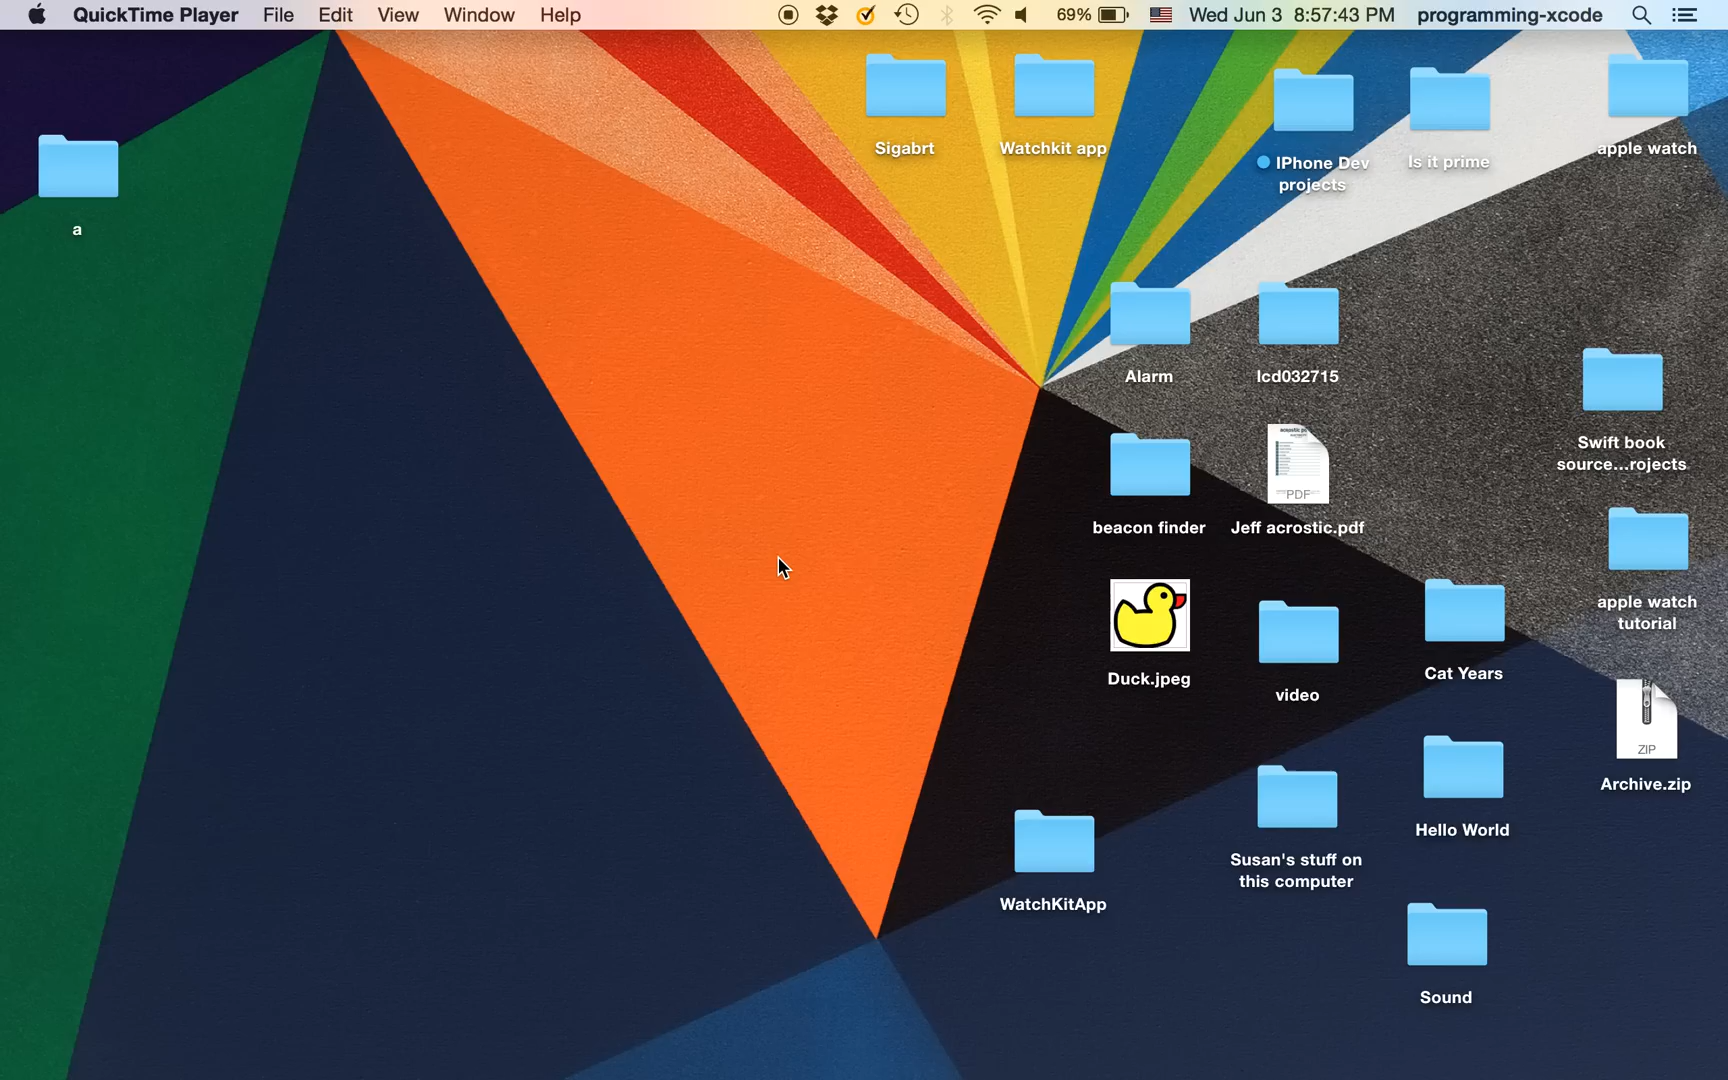 QuickTime Player File Edit View Window Help 69% Wed Jun 3 8:57:43 PM programming-xcode
Sigabrt
Watchkit app
IPhone Dev
projects
Is it prime
apple watch
a
Alarm
lcd032715
Swift book
source...rojects
beacon finder
PDF
Jeff acrostic.pdf
apple watch
tutorial
Duck.jpeg
video
Cat Years
ZIP
Archive.zip
Hello World
Susan's stuff on
this computer
WatchKitApp
Sound